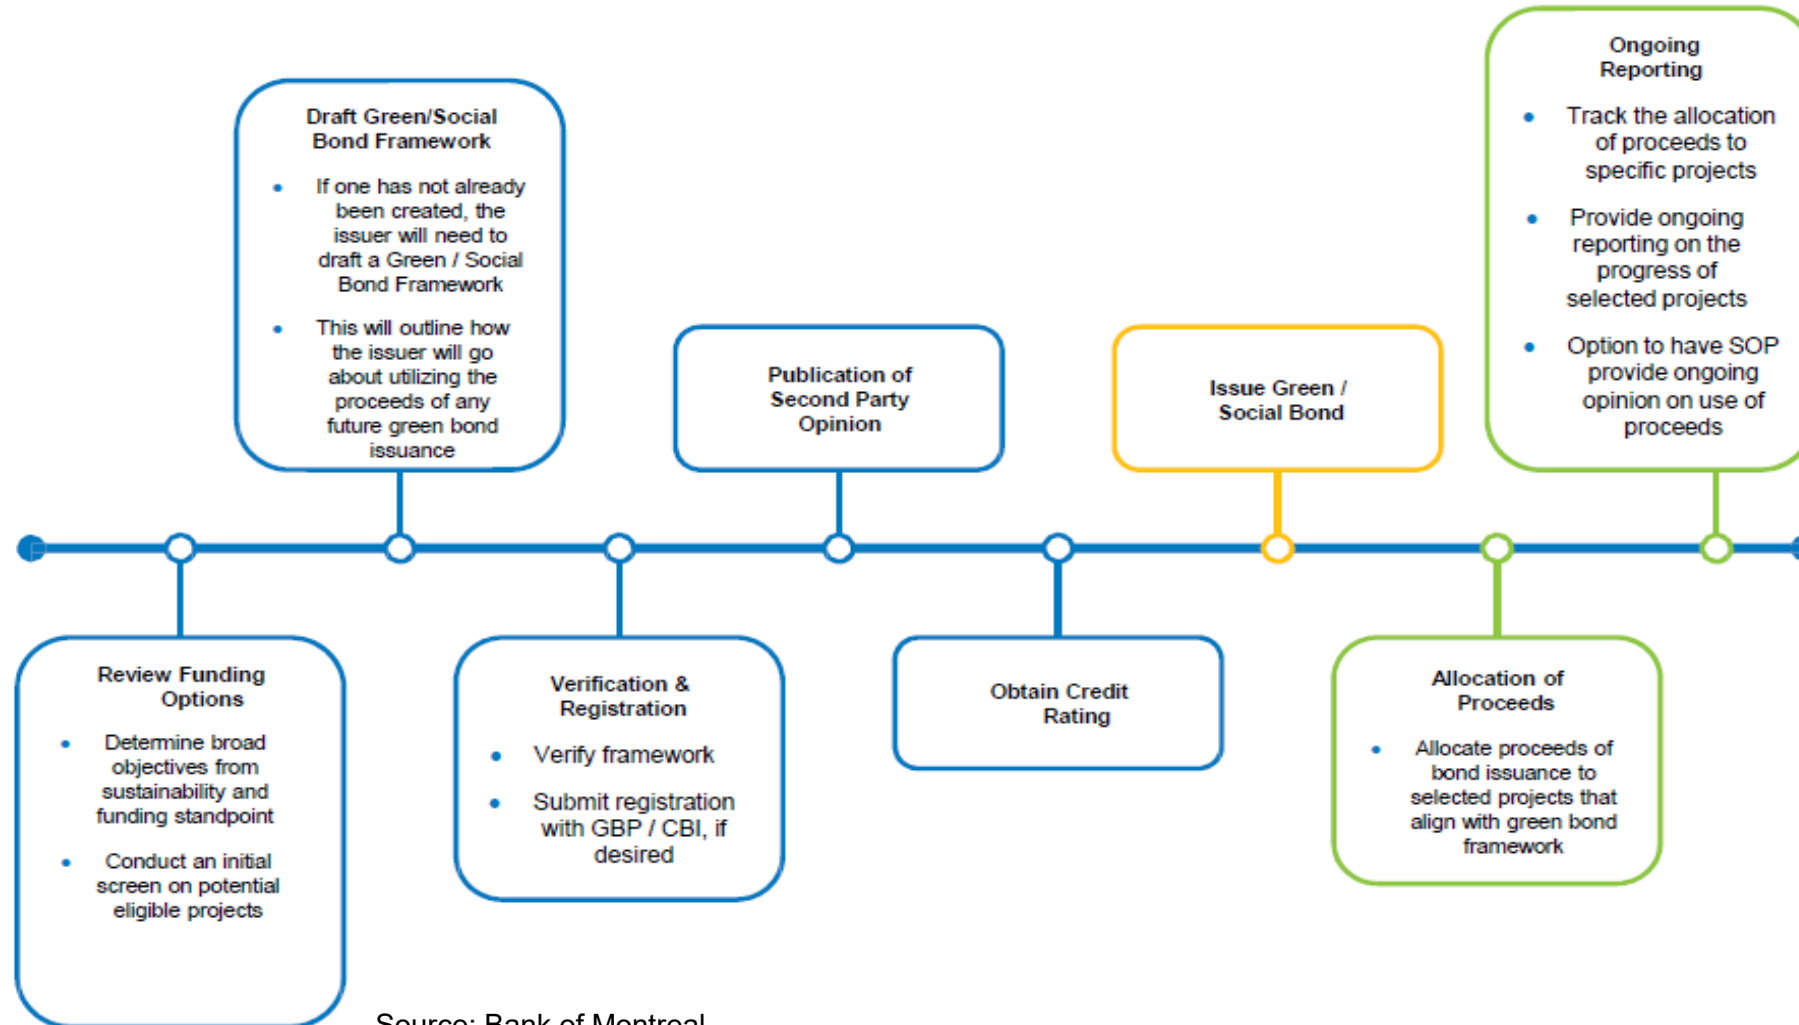 Review Funding
Options
• Determine broad
objectives from
sustainability and
funding standpoint
• Conduct an initial
screen on potential
eligible projects
Draft Green/Social
Bond Framework
• If one has not already
been created, the
issuer will need to
draft a Green / Social
Bond Framework
• This will outline how
the issuer will go
about utilizing the
proceeds of any
future green bond
issuance
Verification &
Registration
• Verify framework
• Submit registration
with GBP / CBI, if
desired
Publication of
Second Party
Opinion
Obtain Credit
Rating
Issue Green /
Social Bond
Allocation of
Proceeds
• Allocate proceeds of
bond issuance to
selected projects that
align with green bond
framework
Ongoing
Reporting
• Track the allocation
of proceeds to
specific projects
• Provide ongoing
reporting on the
progress of
selected projects
• Option to have SOP
provide ongoing
opinion on use of
proceeds
Source: Bank of Montreal